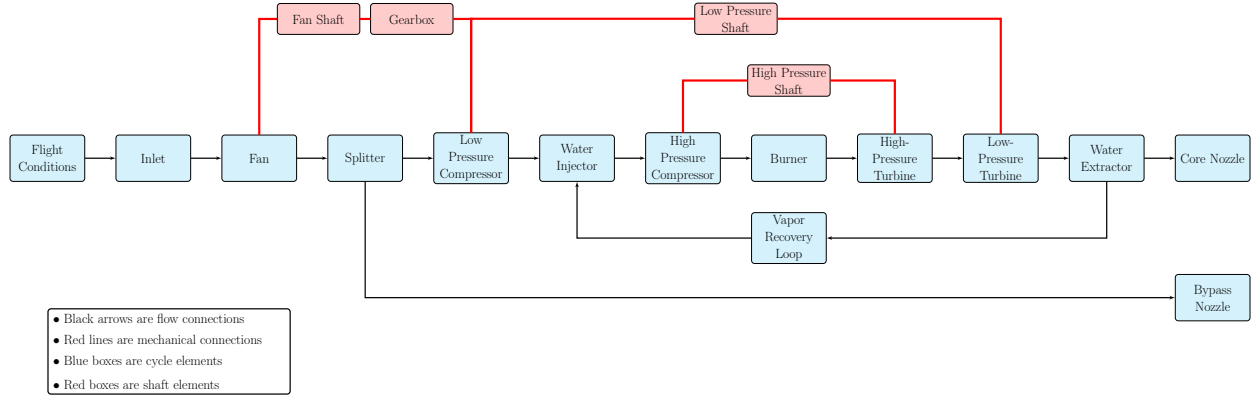 Fan Shaft
Gearbox
Low Pressure
Shaft
High Pressure
Shaft
Flight
Conditions
Inlet
Fan
Splitter
Low
Pressure
Compressor
Water
Injector
High
Pressure
Compressor
Burner
High-
Pressure
Turbine
Low-
Pressure
Turbine
Water
Extractor
Core Nozzle
Vapor
Recovery
Loop
Bypass
Nozzle
• Black arrows are flow connections
• Red lines are mechanical connections
• Blue boxes are cycle elements
• Red boxes are shaft elements